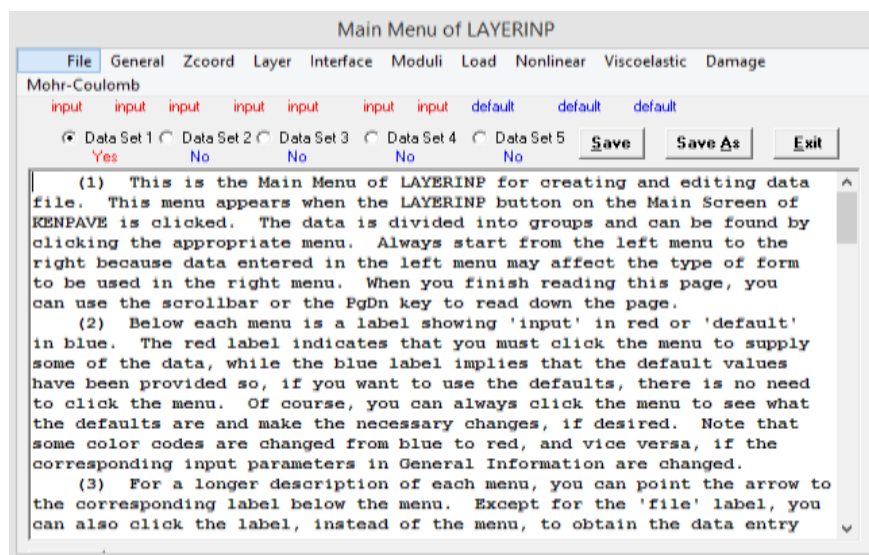 Main Menu of LAYERINP
File General Zcoord Layer Interface Moduli Load Nonlinear Viscoelastic Damage
Mohr-Coulomb
input input input input input input input default default default
Data Set 1 Data Set 2 Data Set 3 Data Set 4 Data Set 5 Save Save As Exit
Yes No No No No
(1) This is the Main Menu of LAYERINP for creating and editing data
file. This menu appears when the LAYERINP button on the Main Screen of
KENPAVE is clicked. The data is divided into groups and can be found by
clicking the appropriate menu. Always start from the left menu to the
right because data entered in the left menu may affect the type of form
to be used in the right menu. When you finish reading this page, you
can use the scrollbar or the PgDn key to read down the page.
(2) Below each menu is a label showing 'input' in red or 'default'
in blue. The red label indicates that you must click the menu to supply
some of the data, while the blue label implies that the default values
have been provided so, if you want to use the defaults, there is no need
to click the menu. Of course, you can always click the menu to see what
the defaults are and make the necessary changes, if desired. Note that
some color codes are changed from blue to red, and vice versa, if the
corresponding input parameters in General Information are changed.
(3) For a longer description of each menu, you can point the arrow to
the corresponding label below the menu. Except for the 'file' label, you
can also click the label, instead of the menu, to obtain the data entry